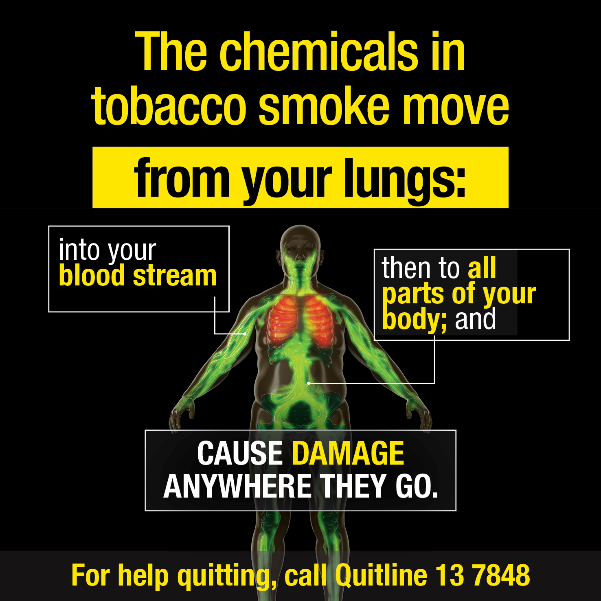 The chemicals in
tobacco smoke move
from your lungs:
into your
blood stream
then to all
parts of your
body; and
CAUSE DAMAGE
ANYWHERE THEY GO.
For help quitting, call Quitline 13 7848